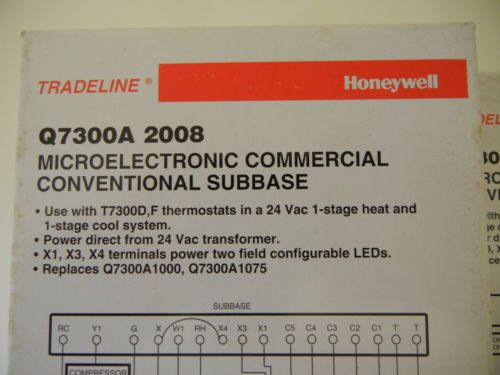 TRADELINE ®
Honeywell
Q7300A 2008
MICROELECTRONIC COMMERCIAL
CONVENTIONAL SUBBASE
• Use with T7300D,F thermostats in a 24 Vac 1-stage heat and
1-stage cool system.
• Power direct from 24 Vac transformer.
• X1, X3, X4 terminals power two field configurable LEDs.
• Replaces Q7300A1000, Q7300A1075
SUBBASE
RC Y1 G X W1 RH X4 X3 X1 C5 C4 C3 C2 C1 T T
COMPRESSOR